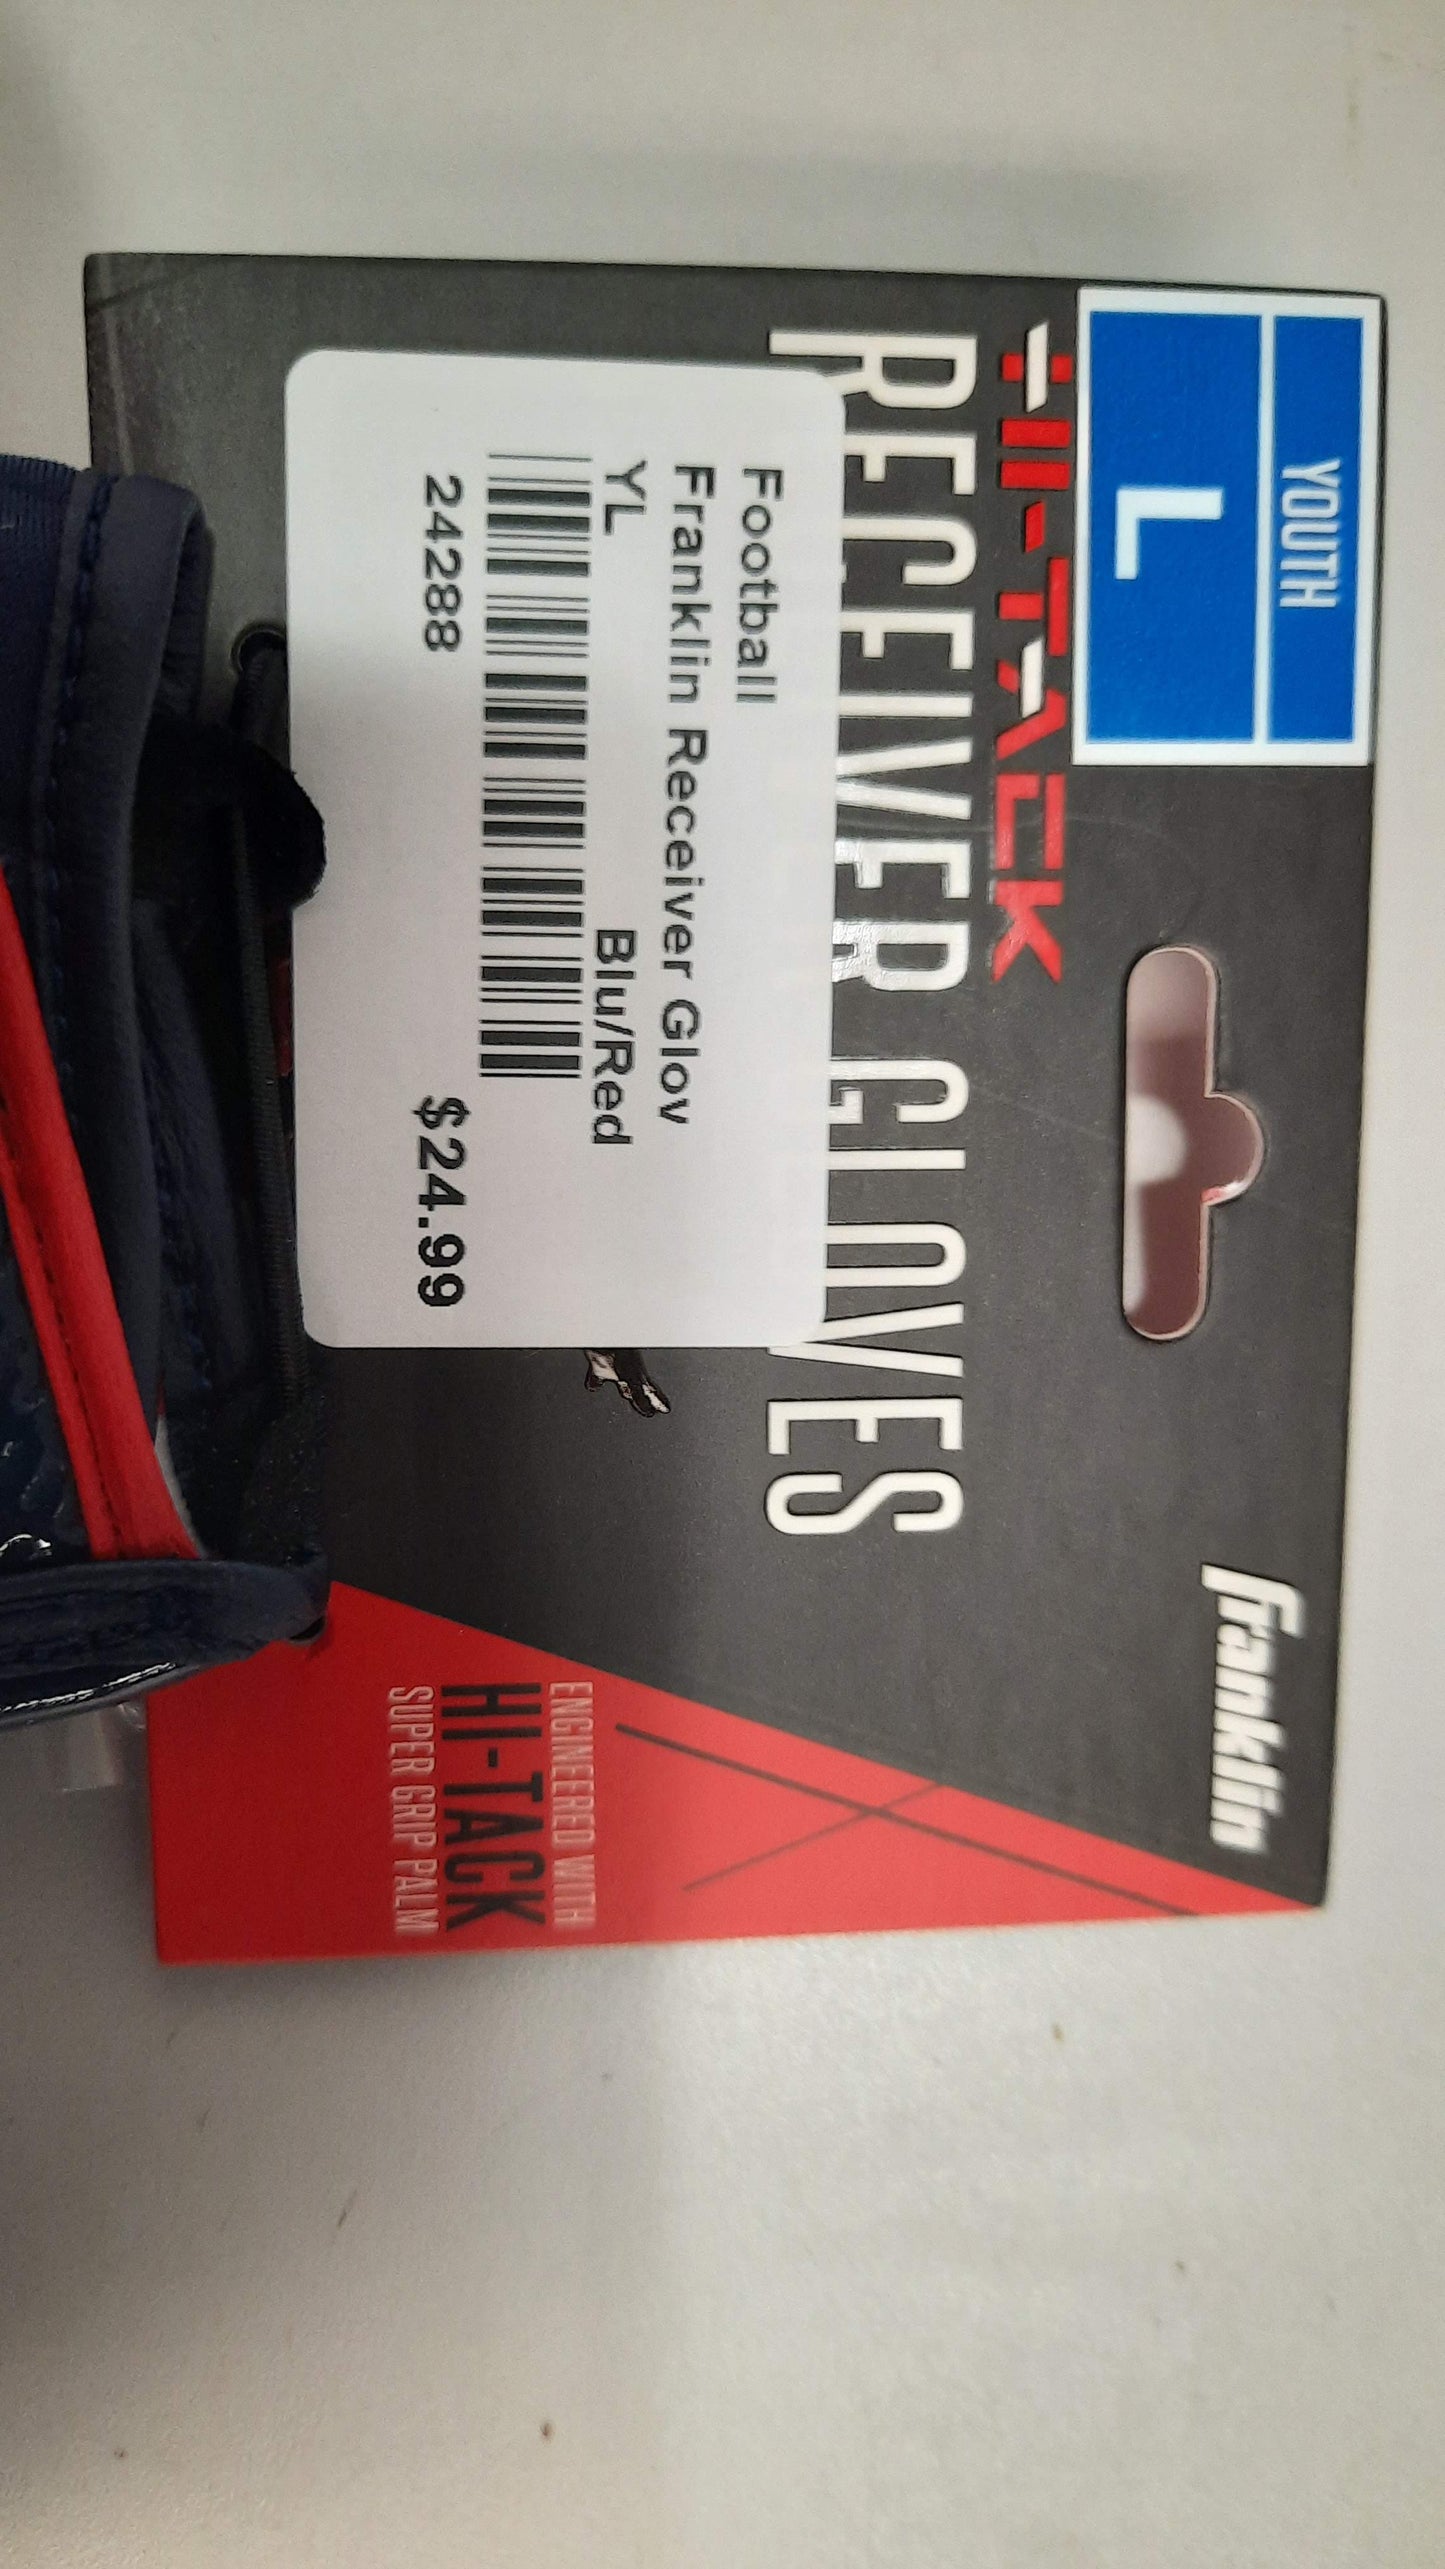 YOUTH
L
franklin
HI-TACK
RECEIVER GLOVES
Football
Franklin Receiver Glov
YL
Blu/Red
24288
$24.99
ENGINEERED WITH
HI-TACK
SUPER GRIP PALM